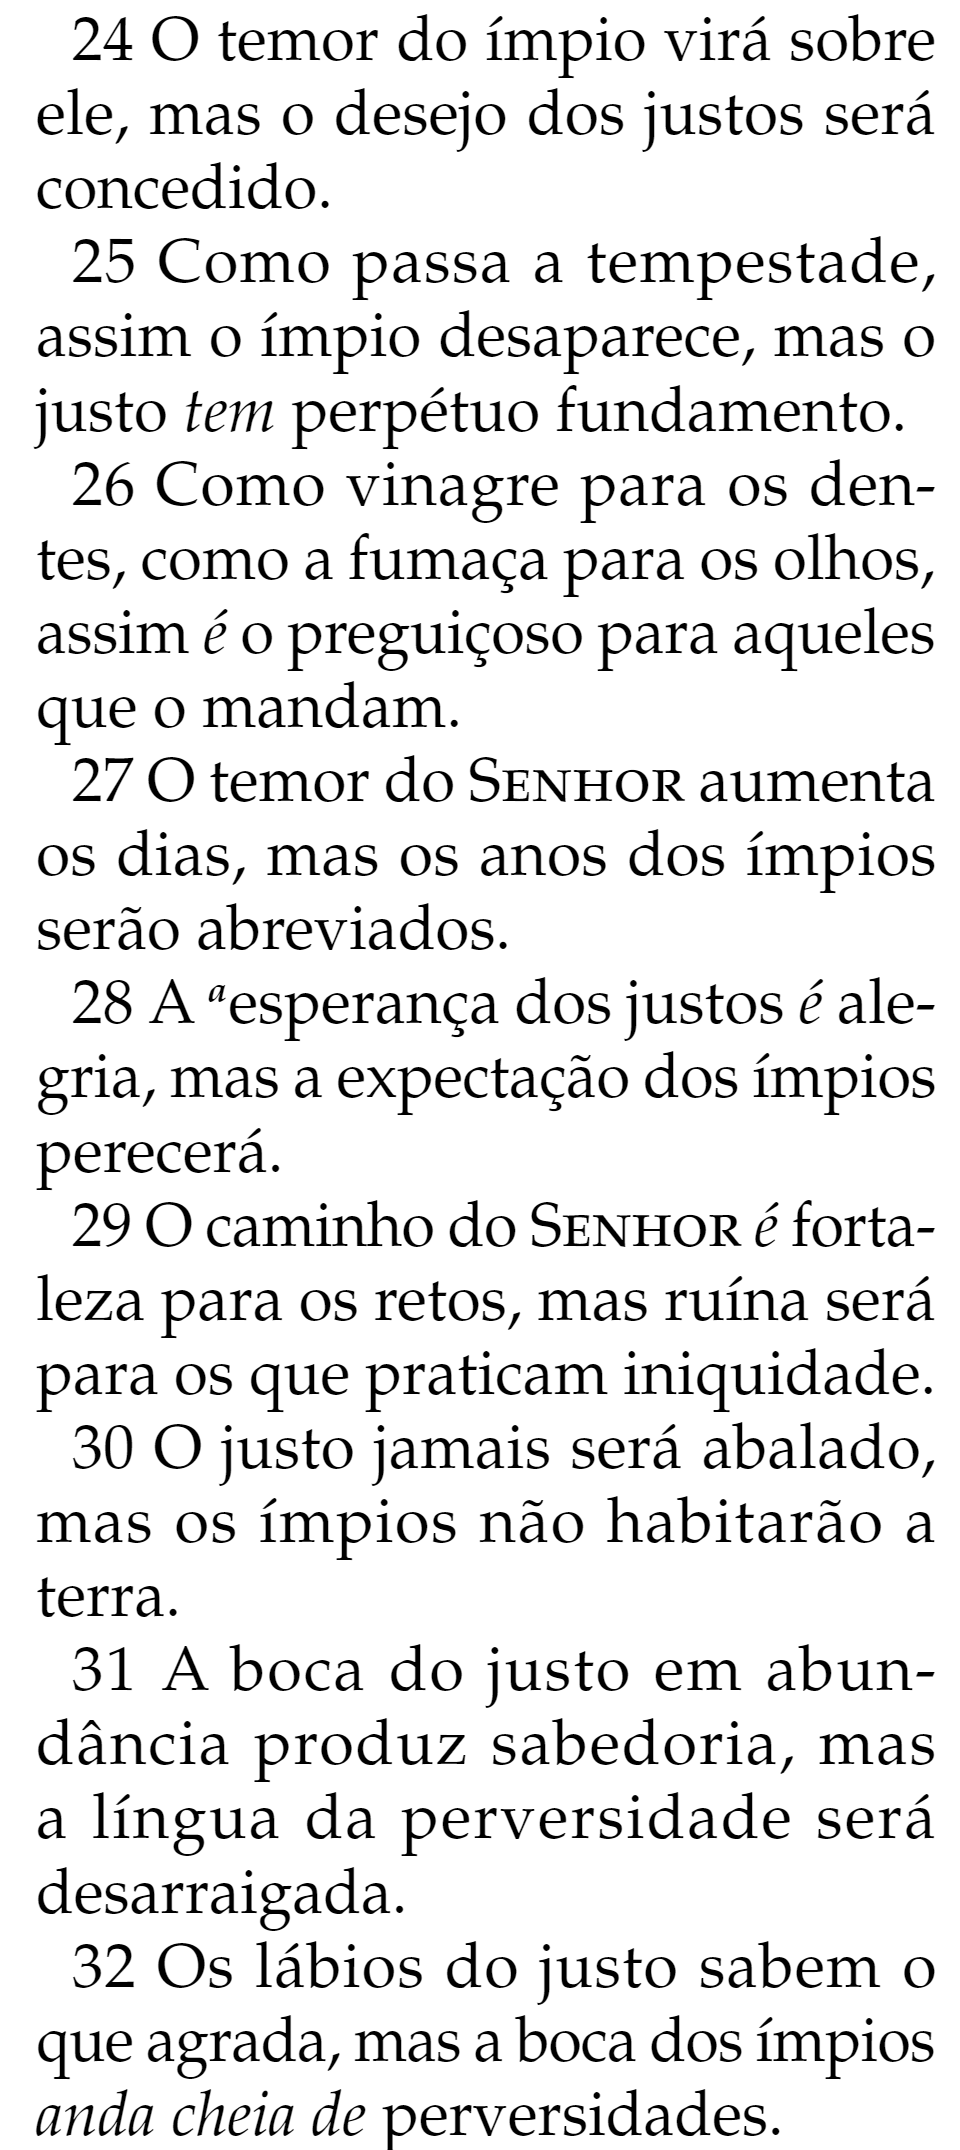 24 O temor do ímpio virá sobre
ele, mas o desejo dos justos será
concedido.
25 Como passa a tempestade,
assim o ímpio desaparece, mas o
justo tem perpétuo fundamento.
26 Como vinagre para os den-
tes, como a fumaça para os olhos,
assim é o preguiçoso para aqueles
que o mandam.
27 O temor do SENHOR aumenta
os dias, mas os anos dos ímpios
serão abreviados.
28 A ªesperança dos justos é ale-
gria, mas a expectação dos ímpios
perecerá.
29 O caminho do SENHOR é forta-
leza para os retos, mas ruína será
para os que praticam iniquidade.
30 O justo jamais será abalado,
mas os ímpios não habitarão a
terra.
31 A boca do justo em abun-
dância produz sabedoria, mas
a língua da perversidade será
desarraigada.
32 Os lábios do justo sabem o
que agrada, mas a boca dos ímpios
anda cheia de perversidades.